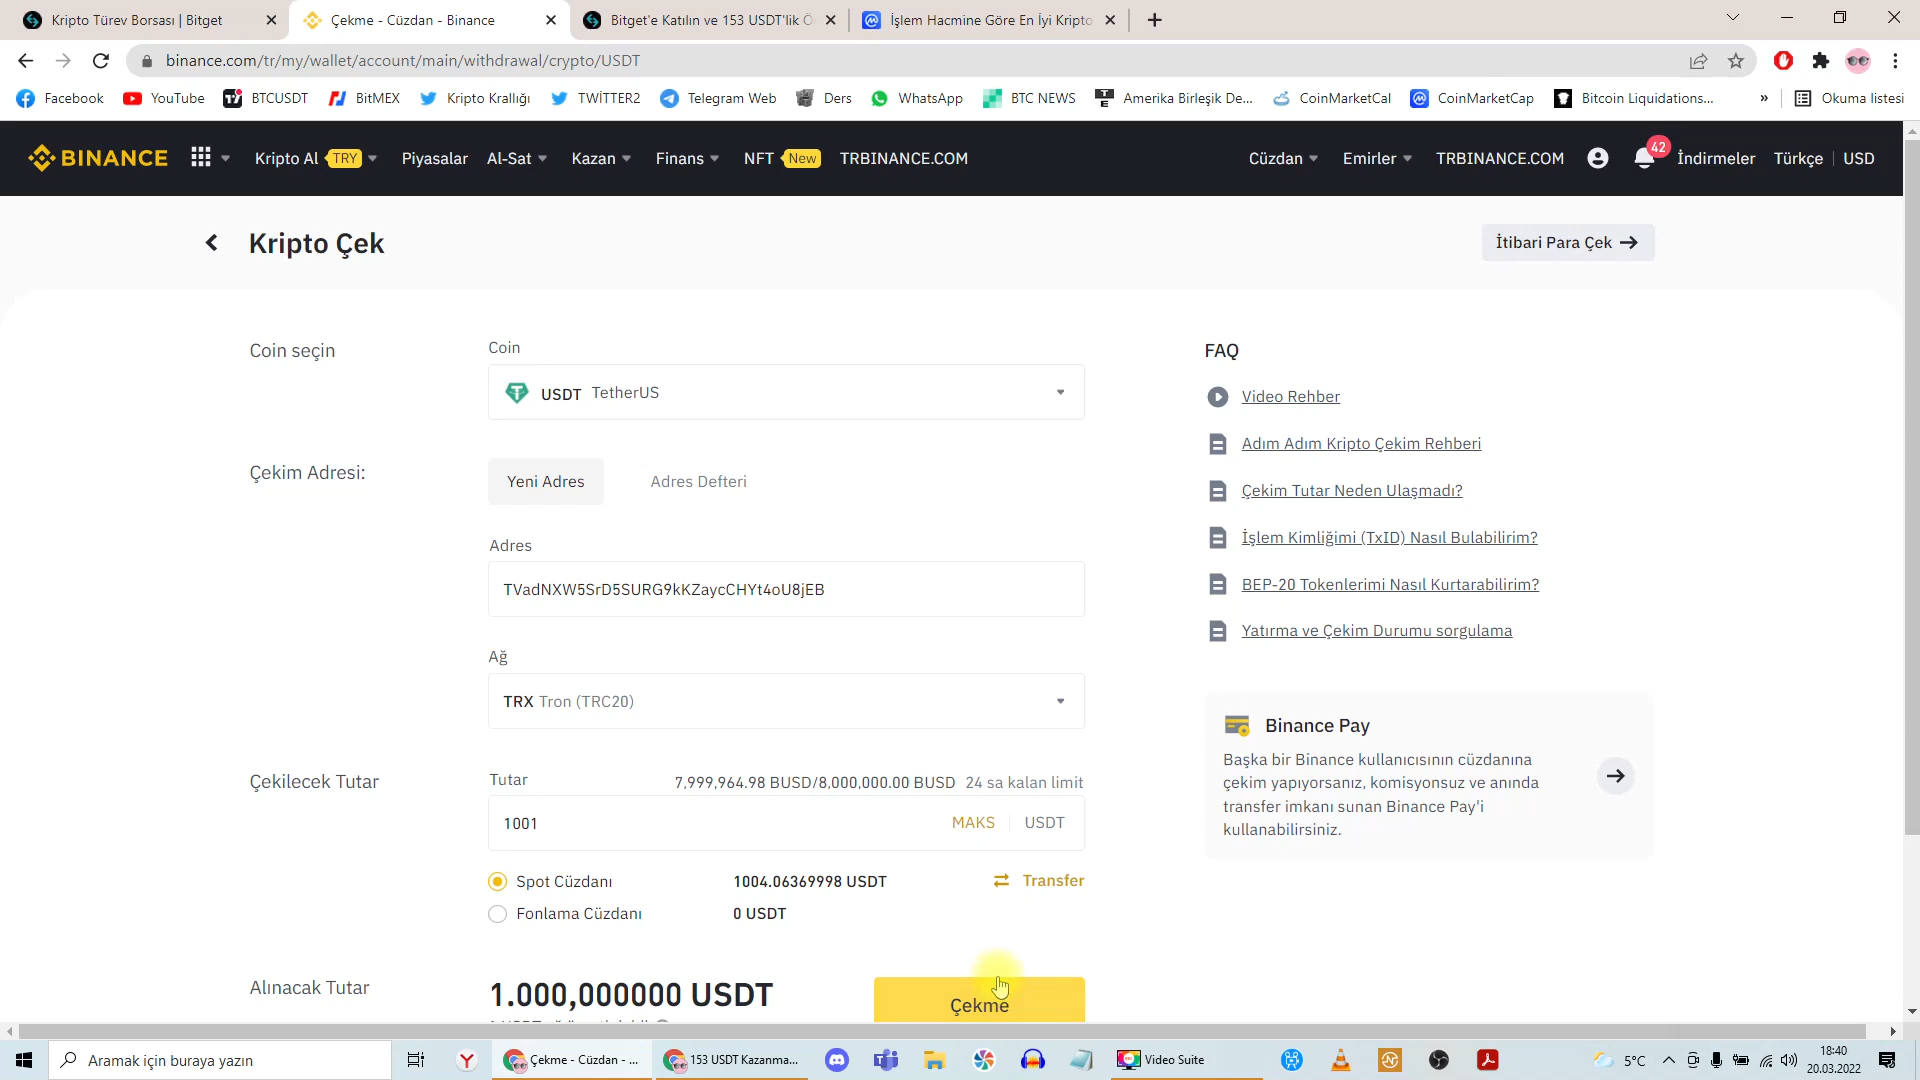 Kripto Türev Borsası | Bitget
Çekme - Cüzdan - Binance
Bitget'e Katılın ve 153 USDT'lik Ö
İşlem Hacmine Göre En İyi Kripto
binance.com/tr/my/wallet/account/main/withdrawal/crypto/USDT
Facebook YouTube BTCUSDT BitMEX Kripto Krallığı TWİTTER2 Telegram Web Ders WhatsApp BTC NEWS Amerika Birleşik De... CoinMarketCal CoinMarketCap Bitcoin Liquidations... » Okuma listesi
BINANCE Kripto Al TRY Piyasalar Al-Sat Kazan Finans NFT New TRBINANCE.COM Cüzdan Emirler TRBINANCE.COM 42 İndirmeler Türkçe USD
Kripto Çek
İtibari Para Çek
Coin seçin
Coin
USDT TetherUS
Çekim Adresi:
Yeni Adres Adres Defteri
Adres
TVadNXW5SrD5SURG9kKZaycCHYt4oU8jEB
Ağ
TRX Tron (TRC20)
Çekilecek Tutar
Tutar 7,999,964.98 BUSD/8,000,000.00 BUSD 24 sa kalan limit
1001 MAKS USDT
Spot Cüzdanı 1004.06369998 USDT Transfer
Fonlama Cüzdanı 0 USDT
Alınacak Tutar
1.000,000000 USDT
Çekme
FAQ
Video Rehber
Adım Adım Kripto Çekim Rehberi
Çekim Tutar Neden Ulaşmadı?
İşlem Kimliğimi (TxID) Nasıl Bulabilirim?
BEP-20 Tokenlerimi Nasıl Kurtarabilirim?
Yatırma ve Çekim Durumu sorgulama
Binance Pay
Başka bir Binance kullanıcısının cüzdanına
çekim yapıyorsanız, komisyonsuz ve anında
transfer imkanı sunan Binance Pay'i
kullanabilirsiniz.
Aramak için buraya yazın
Çekme - Cüzdan - ...
153 USDT Kazanma...
Video Suite
5°C
18:40
20.03.2022